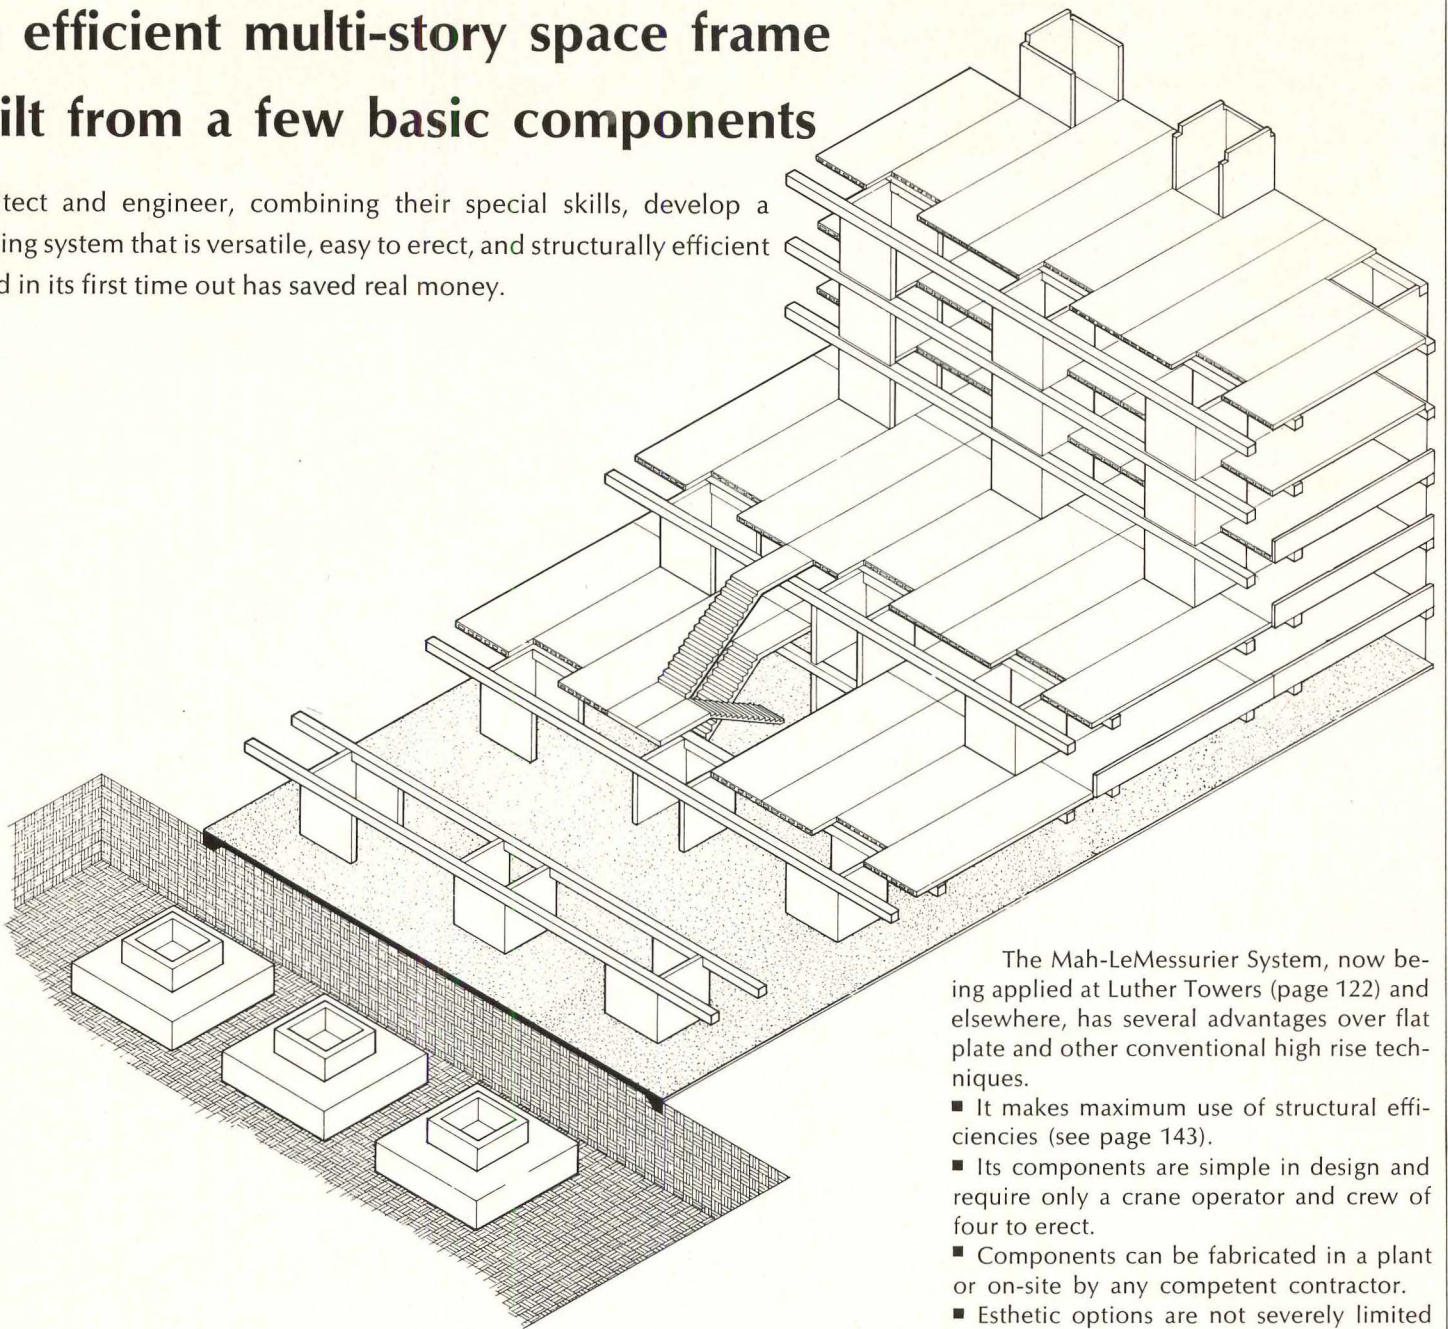 efficient multi-story space frame
ilt from a few basic components
tect and engineer, combining their special skills, develop a
ing system that is versatile, easy to erect, and structurally efficient
d in its first time out has saved real money.
The Mah-LeMessurier System, now be-
ing applied at Luther Towers (page 122) and
elsewhere, has several advantages over flat
plate and other conventional high rise tech-
niques.
■ It makes maximum use of structural effi-
ciencies (see page 143).
■ Its components are simple in design and
require only a crane operator and crew of
four to erect.
■ Components can be fabricated in a plant
or on-site by any competent contractor.
■ Esthetic options are not severely limited